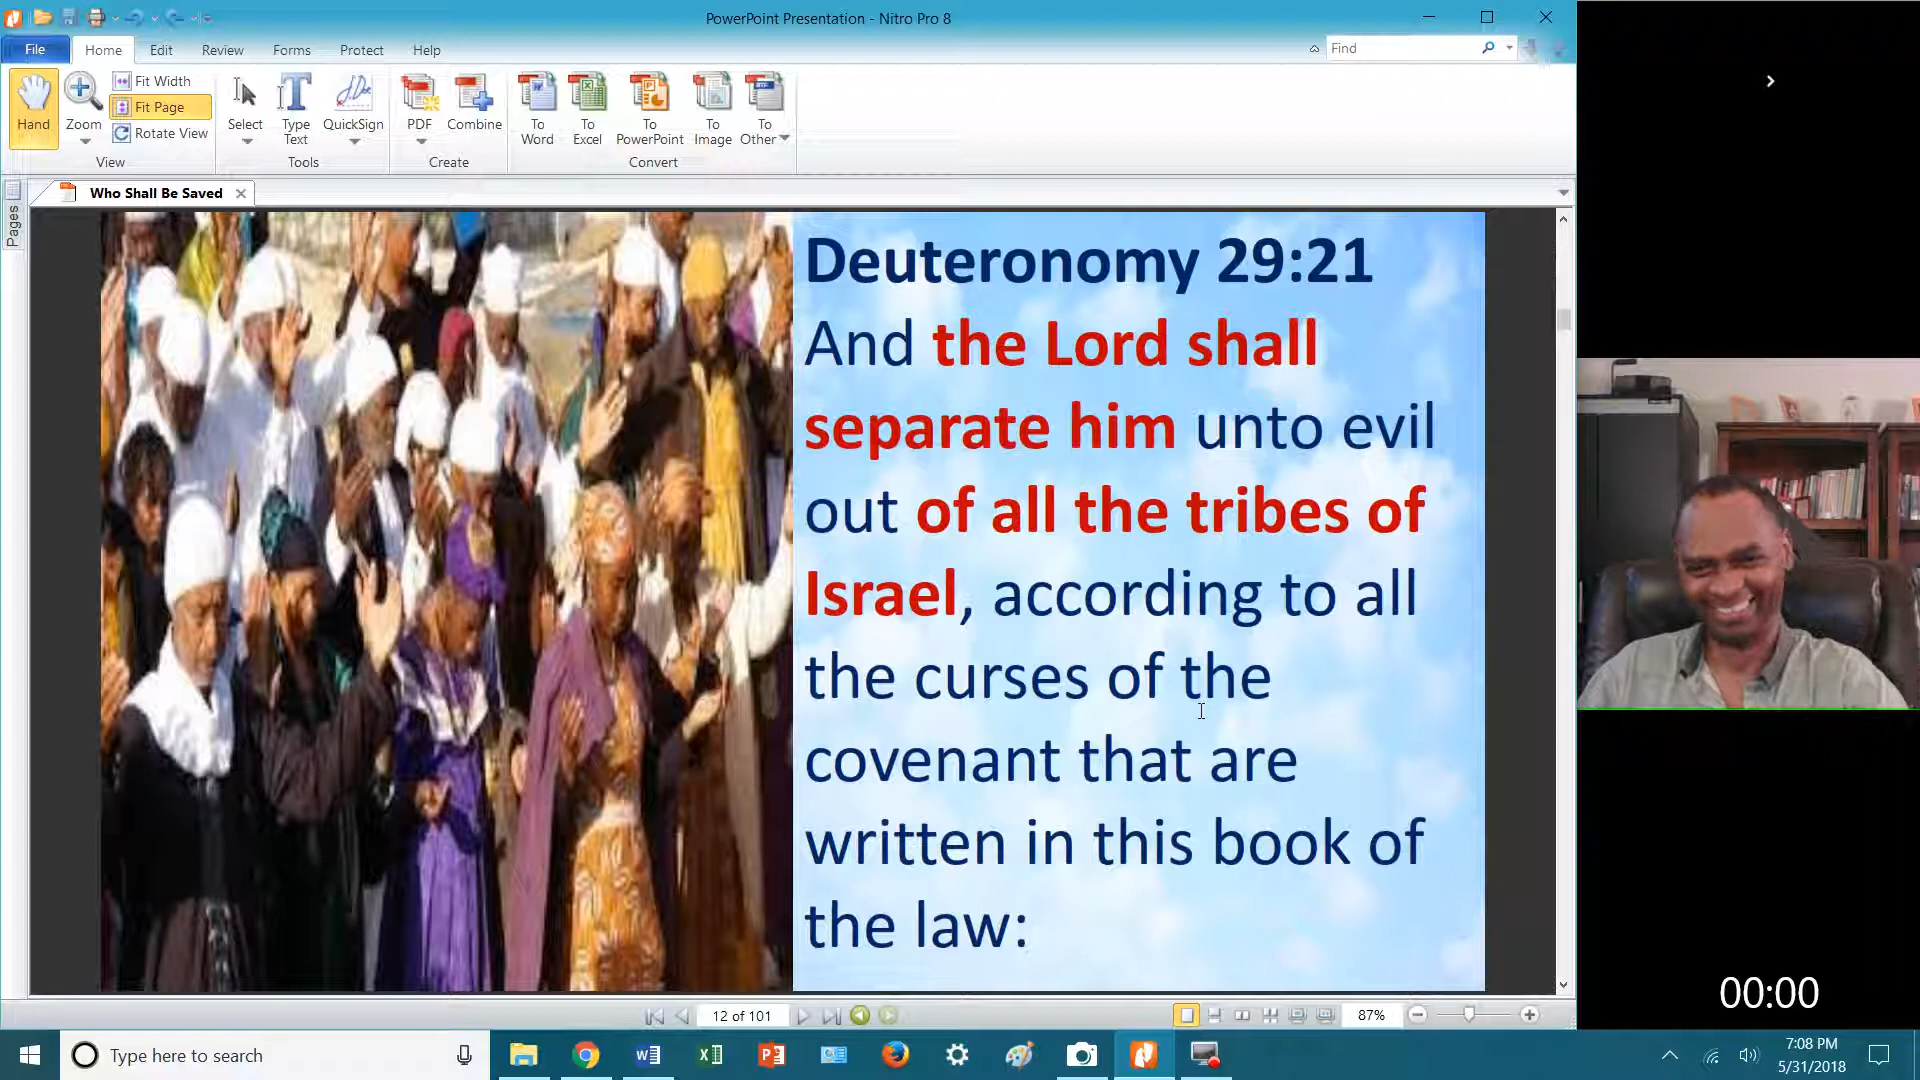 PowerPoint Presentation - Nitro Pro 8
File Home Edit Review Forms Protect Help
Find
Hand
Zoom
Fit Width
Fit Page
Rotate View
View
Select
Type Text
QuickSign
Tools
PDF
Combine
Create
To Word
To Excel
To PowerPoint
To Image
To Other
Convert
Who Shall Be Saved
Pages
Deuteronomy 29:21
And the Lord shall
separate him unto evil
out of all the tribes of
Israel, according to all
the curses of the
covenant that are
written in this book of
the law:
00:00
12 of 101
87%
Type here to search
7:08 PM
5/31/2018